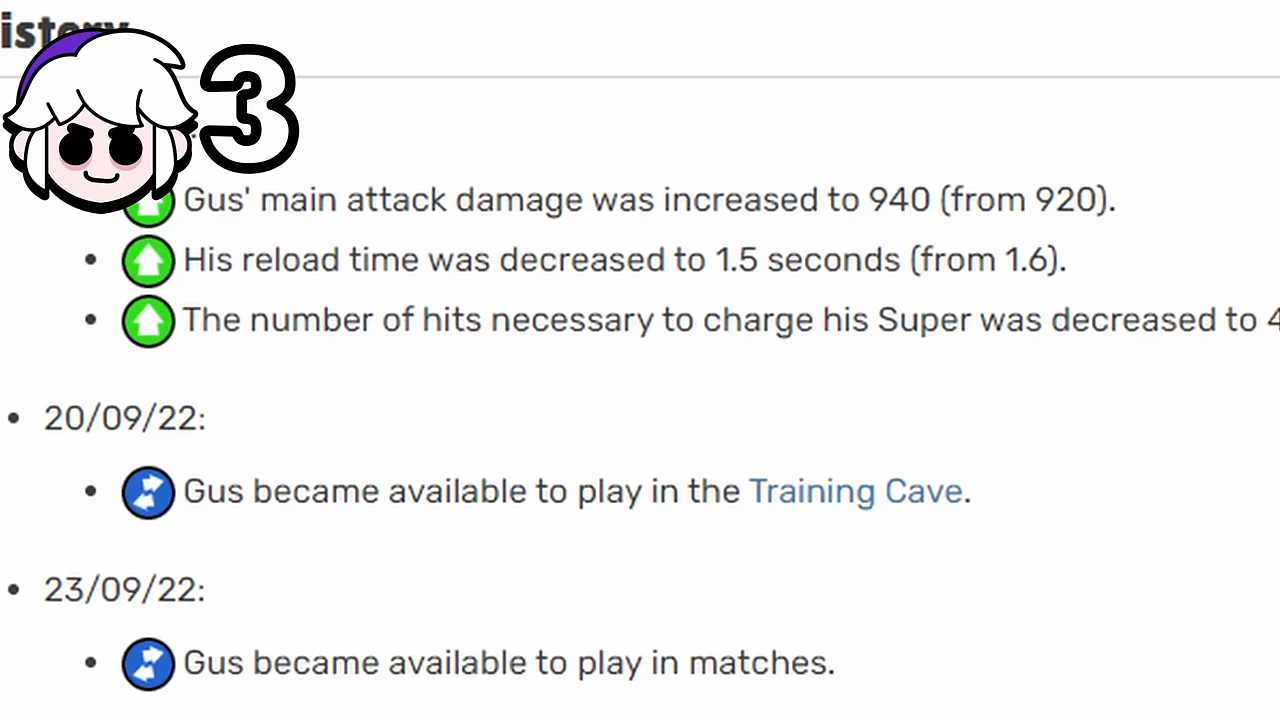 istory
3
Gus' main attack damage was increased to 940 (from 920).
His reload time was decreased to 1.5 seconds (from 1.6).
The number of hits necessary to charge his Super was decreased to 4
20/09/22:
Gus became available to play in the Training Cave.
23/09/22:
Gus became available to play in matches.